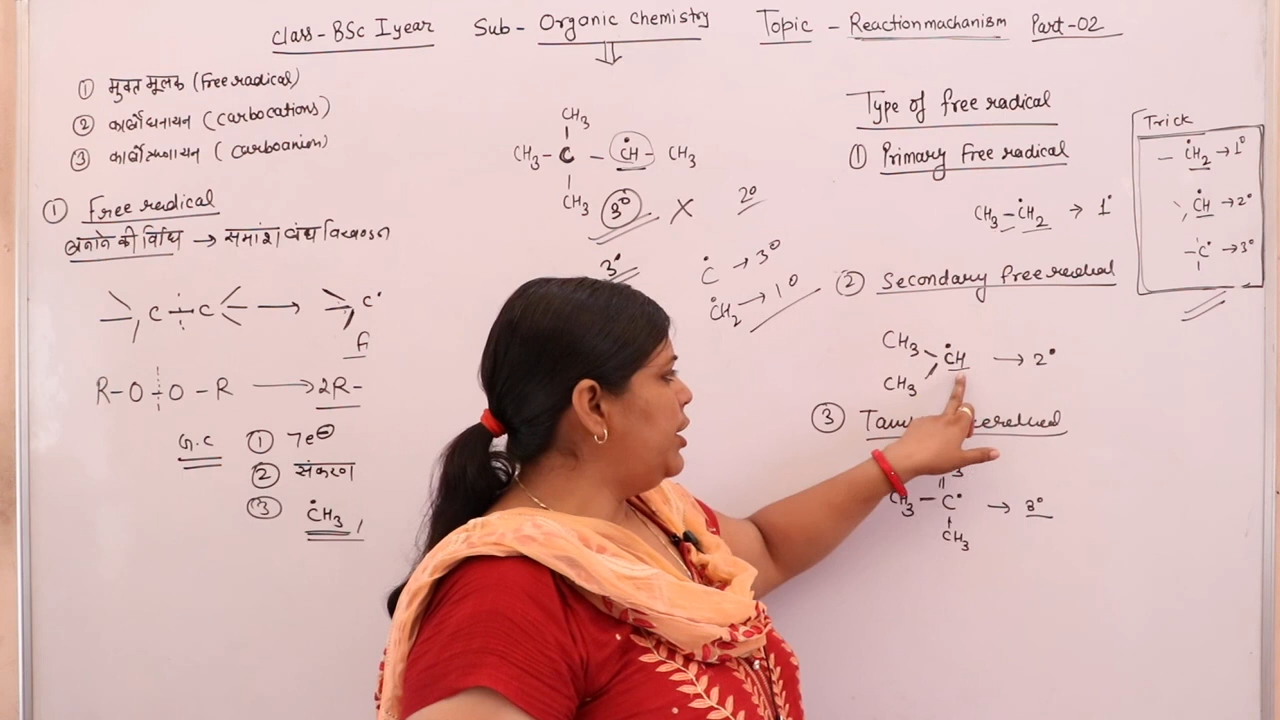 Class - BSc I year Sub - Organic chemistry Topic - Reaction machanism Part-02
① मुक्त मूलक (Free radical)
② कार्बोधनायन (Carbocations)
③ कार्बोऋणायन (Carboanion)
① Free radical
बनाने की विधि → समांश बंध विखण्डन
C C → C•
R-O O-R → 2R-
G.C ① 7e⊖
② संकरण
③ ĊH₃,
CH₃
CH₃-C-ĊH-CH₃
CH₃ 3° X 2°
3°
Ċ → 3°
ĊH₂ → 1°
Type of free radical
① Primary Free radical
CH₃-ĊH₂ → 1°
② Secondary free radical
CH₃
ĊH → 2°
CH₃
③
CH₃-C• → 3°
CH₃
Trick
-ĊH₂ → 1°
ĊH → 2°
-C• → 3°